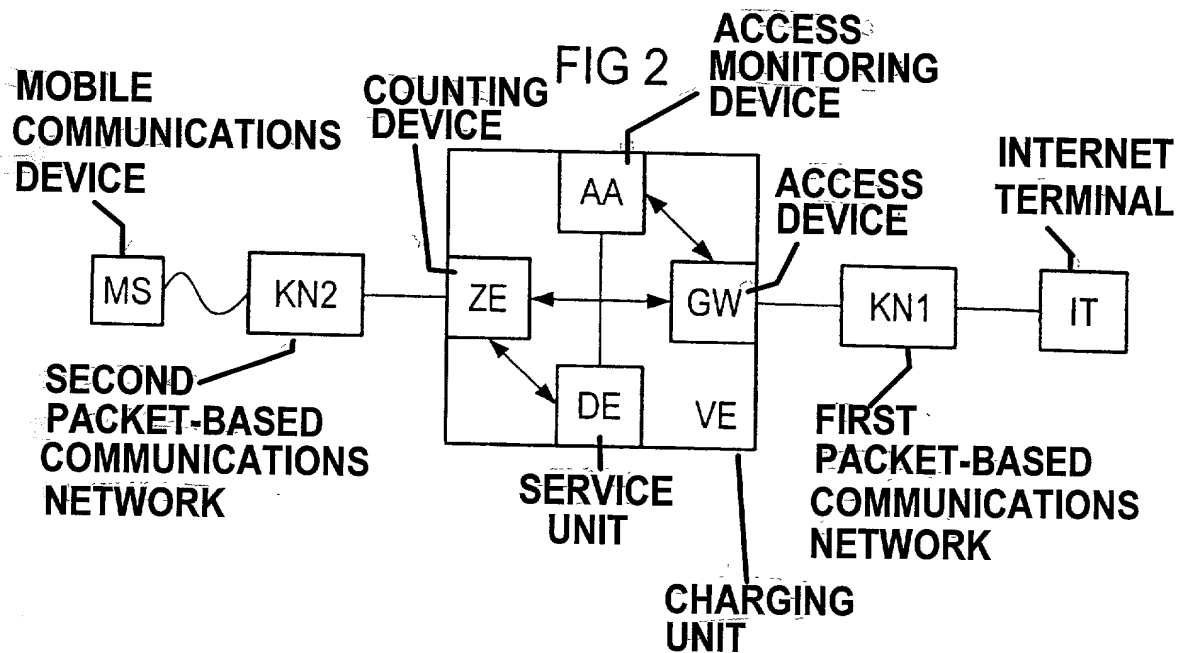 FIG 2
MOBILE
COMMUNICATIONS
DEVICE
COUNTING
DEVICE
ACCESS
MONITORING
DEVICE
ACCESS
DEVICE
INTERNET
TERMINAL
MS
KN2
ZE
AA
GW
DE
VE
KN1
IT
SECOND
PACKET-BASED
COMMUNICATIONS
NETWORK
SERVICE
UNIT
FIRST
PACKET-BASED
COMMUNICATIONS
NETWORK
CHARGING
UNIT